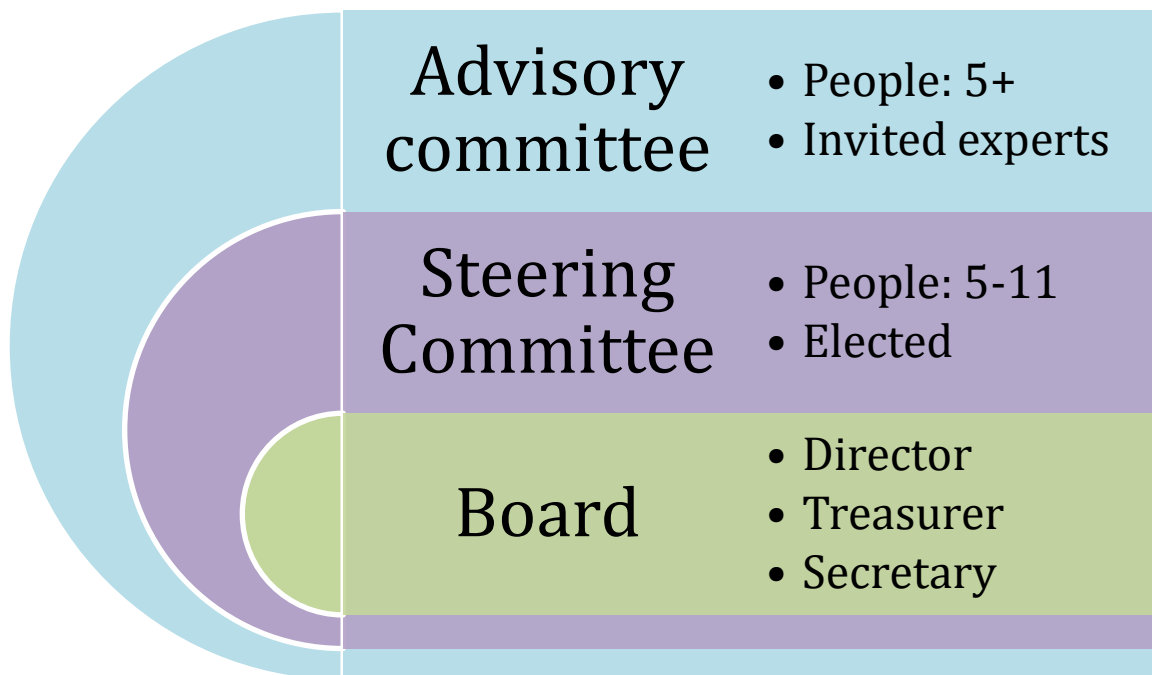 Advisory
committee
• People: 5+
• Invited experts
Steering
Committee
• People: 5-11
• Elected
Board
• Director
• Treasurer
• Secretary